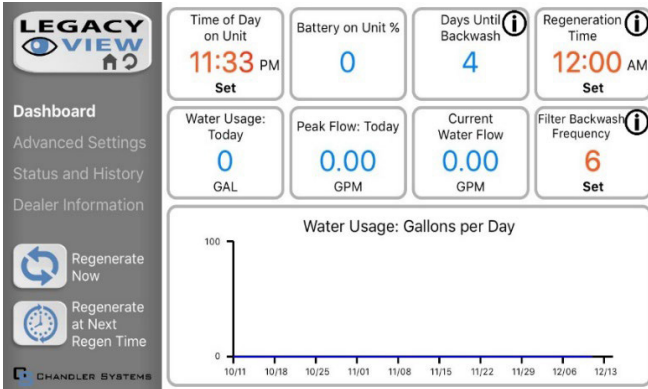 LEGACY
VIEW
Dashboard
Advanced Settings
Status and History
Dealer Information
Regenerate
Now
Regenerate
at Next
Regen Time
CHANDLER SYSTEMS
Time of Day
on Unit
11:33 PM
Set
Battery on Unit %
0
Days Until
Backwash
i
4
Regeneration
Time
i
12:00 AM
Set
Water Usage:
Today
0
GAL
Peak Flow: Today
0.00
GPM
Current
Water Flow
0.00
GPM
Filter Backwash
Frequency
i
6
Set
Water Usage: Gallons per Day
100
0
10/11 10/18 10/25 11/01 11/08 11/15 11/22 11/29 12/06 12/13